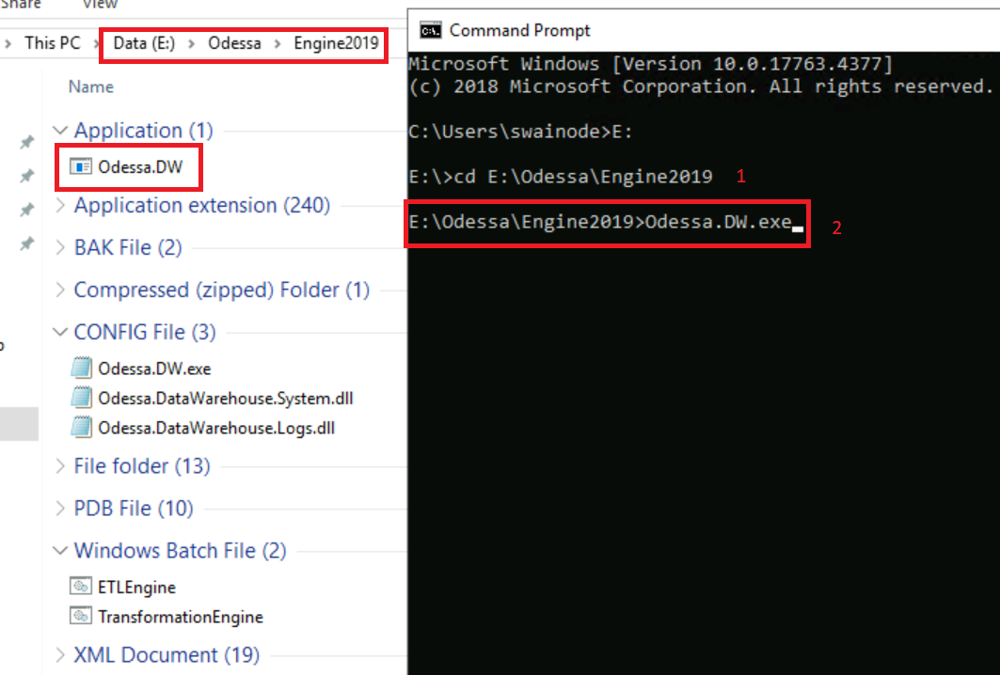 Share View
This PC > Data (E:) > Odessa > Engine2019
Name
Application (1)
Odessa.DW
Application extension (240)
BAK File (2)
Compressed (zipped) Folder (1)
CONFIG File (3)
Odessa.DW.exe
Odessa.DataWarehouse.System.dll
Odessa.DataWarehouse.Logs.dll
File folder (13)
PDB File (10)
Windows Batch File (2)
ETLEngine
TransformationEngine
XML Document (19)
Command Prompt
Microsoft Windows [Version 10.0.17763.4377]
(c) 2018 Microsoft Corporation. All rights reserved.
C:\Users\swainode>E:
E:\>cd E:\Odessa\Engine2019 1
E:\Odessa\Engine2019>Odessa.DW.exe 2